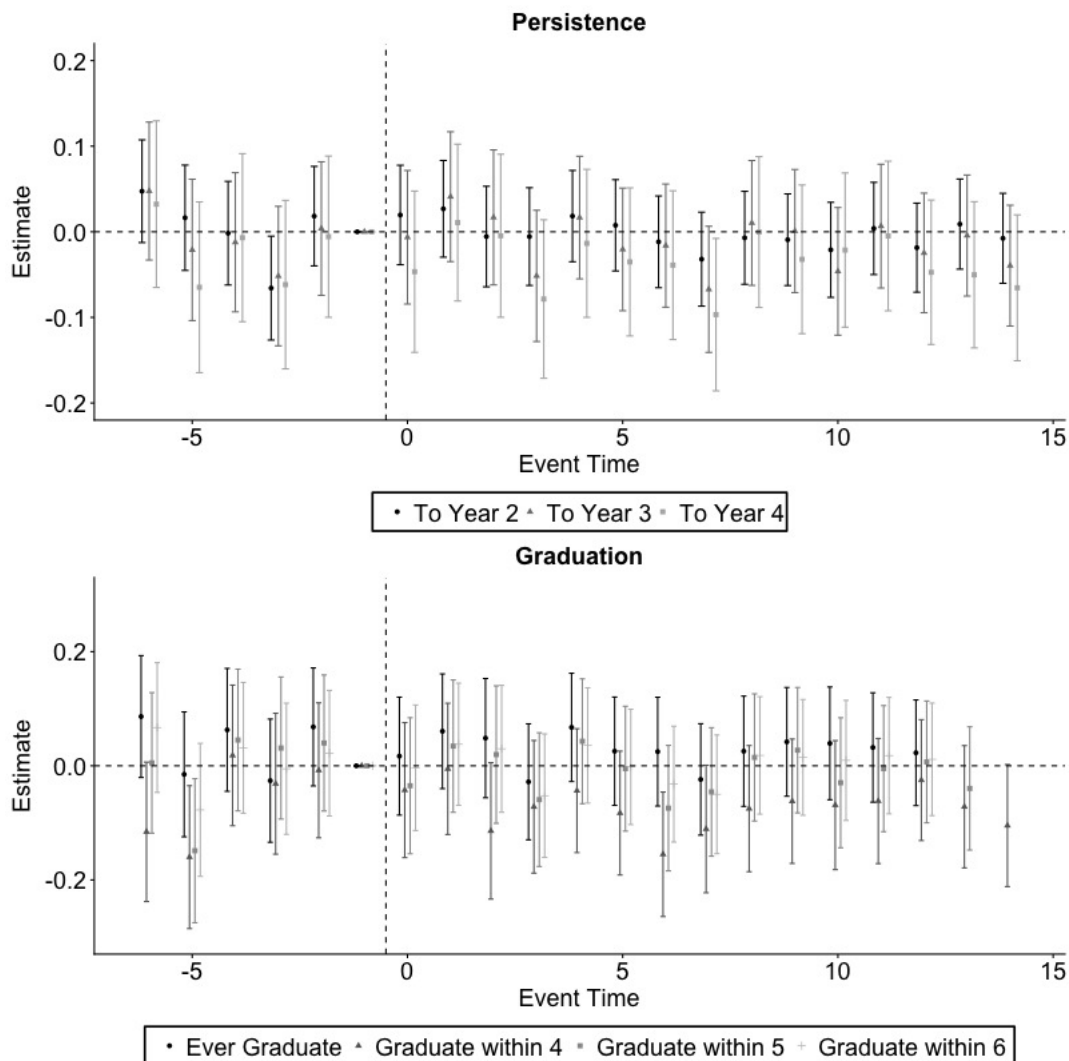 Persistence
0.2
0.1
0.0
-0.1
-0.2
Estimate
-5 0 5 10 15
Event Time
To Year 2 To Year 3 To Year 4
Graduation
0.2
0.0
-0.2
Estimate
-5 0 5 10 15
Event Time
Ever Graduate Graduate within 4 Graduate within 5 Graduate within 6